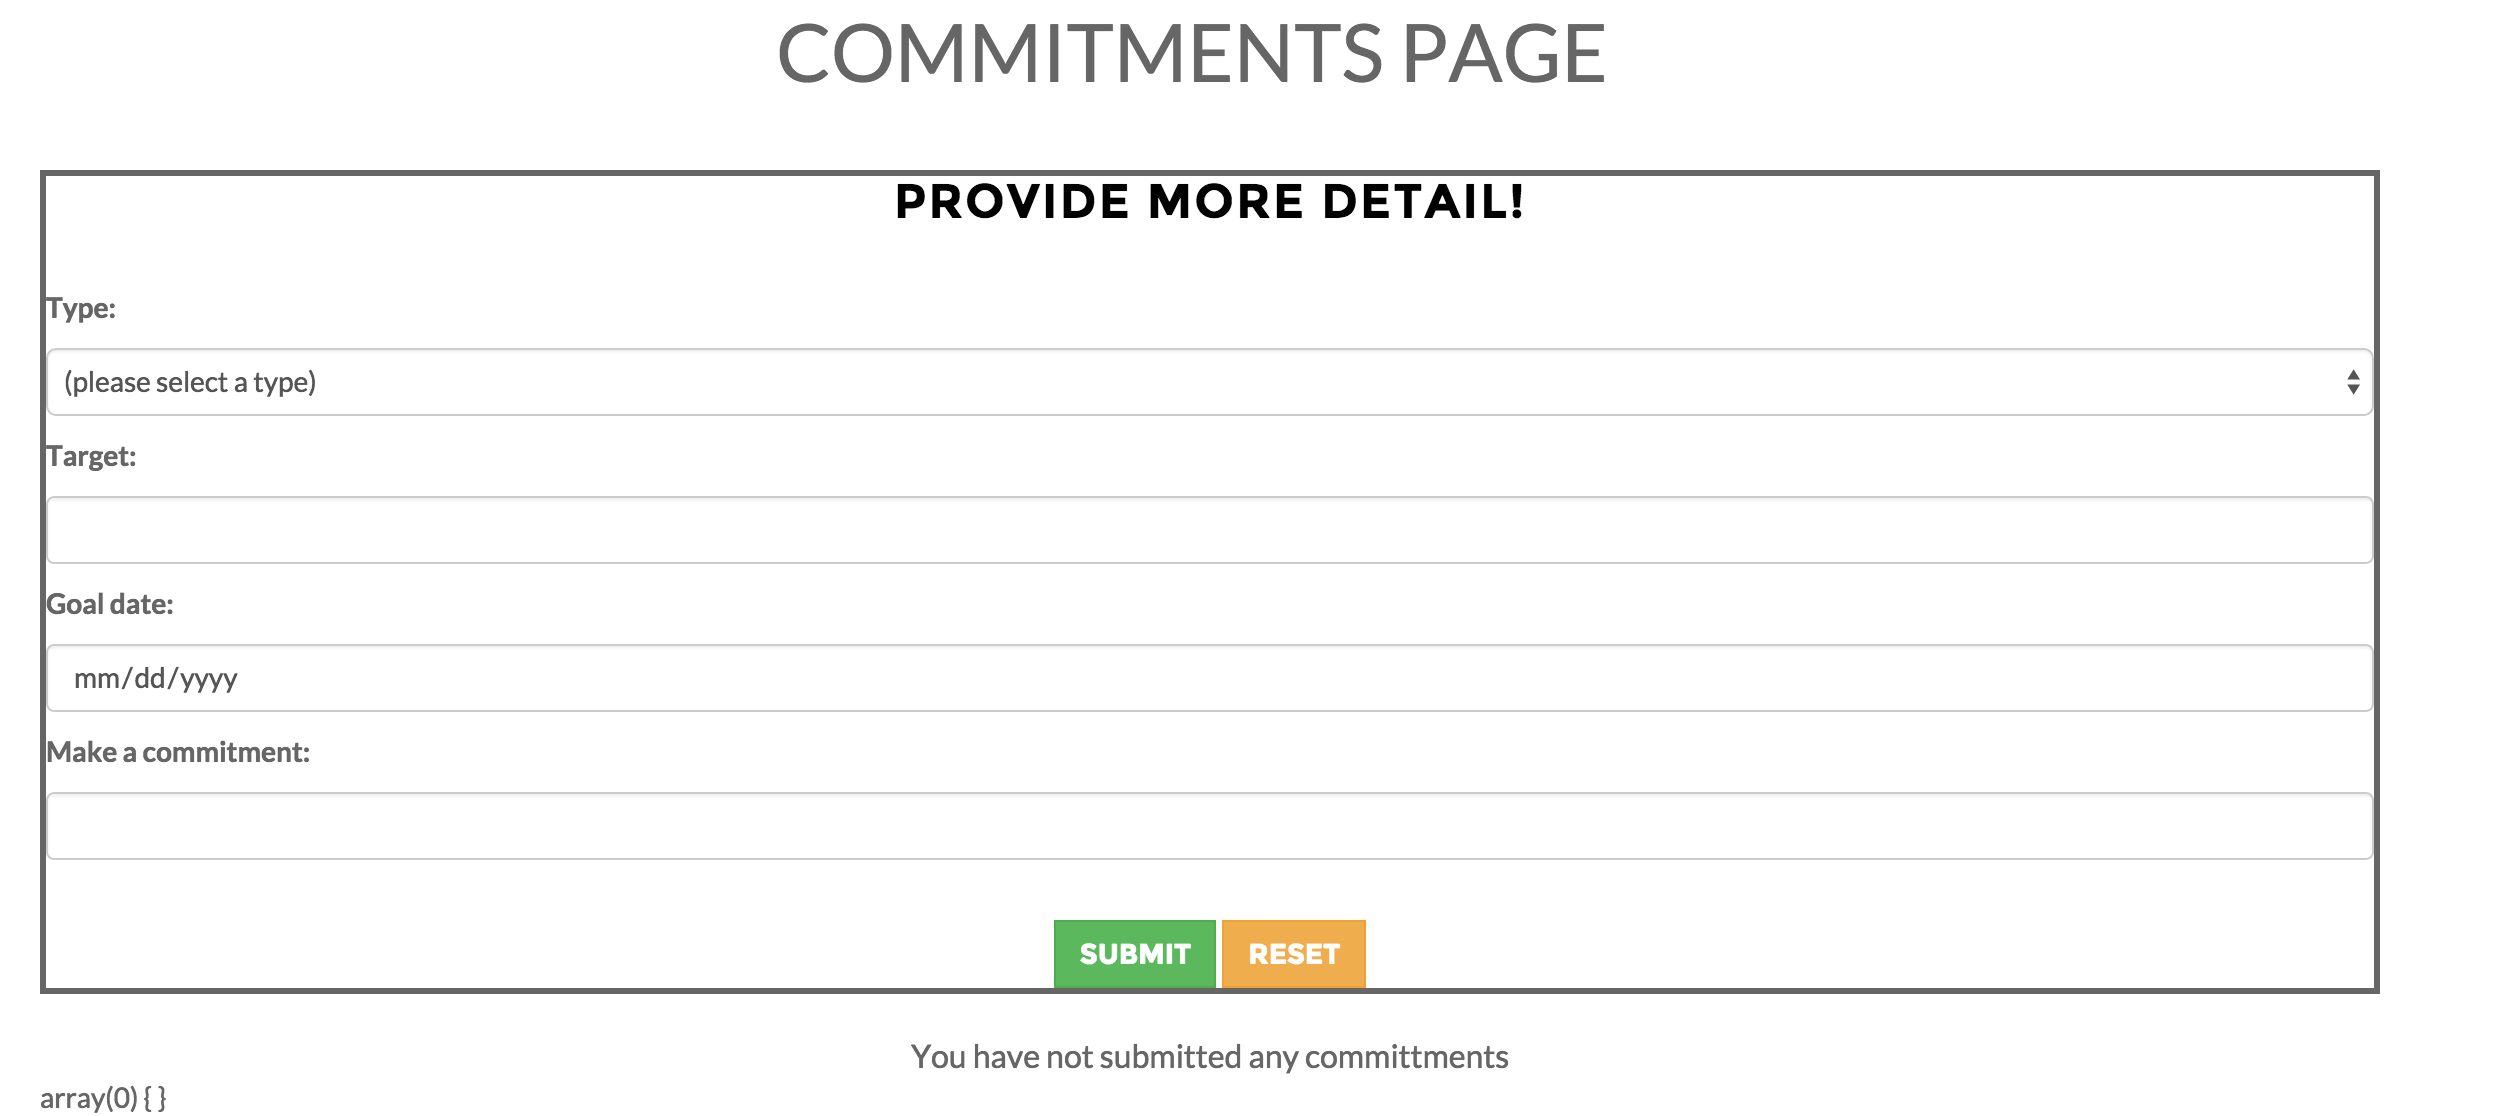 COMMITMENTS PAGE
PROVIDE MORE DETAIL!
Type:
(please select a type)
Target:
Goal date:
mm/dd/yyyy
Make a commitment:
SUBMIT RESET
You have not submitted any committments
array(0) { }